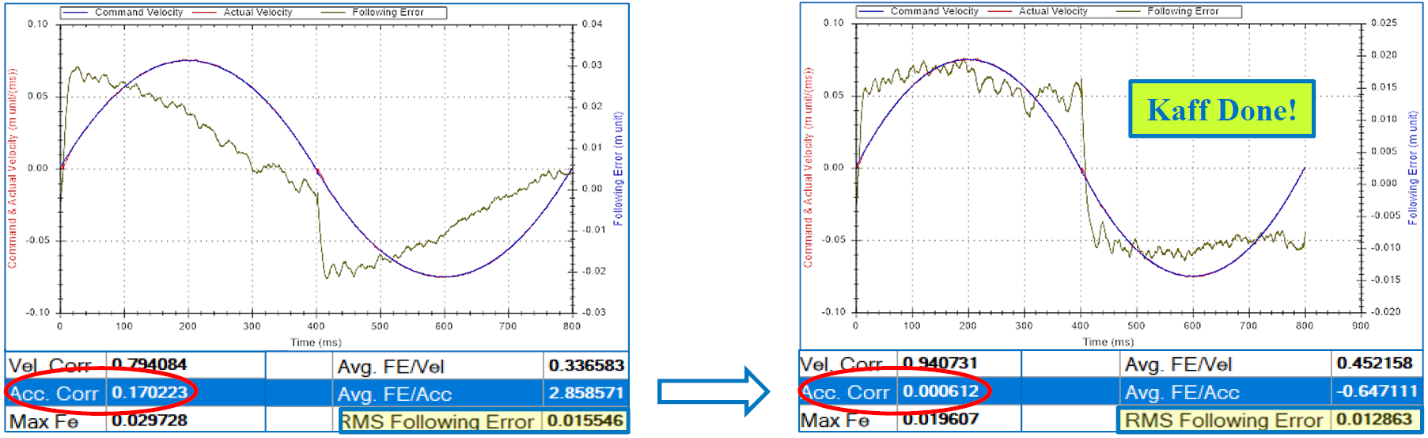 Command Velocity Actual Velocity Following Error
0.10 0.05 0.00 -0.05 -0.10
Command & Actual Velocity (m unit/(ms))
0.04 0.03 0.02 0.01 0.00 -0.01 -0.02 -0.03
Following Error (m unit)
0 100 200 300 400 500 600 700 800
Time (ms)
Vel. Corr 0.794084 Avg. FE/Vel 0.336583
Acc. Corr 0.170223 Avg. FE/Acc 2.858571
Max Fe 0.029728 RMS Following Error 0.015546
Command Velocity Actual Velocity Following Error
0.10 0.05 0.00 -0.05 -0.10
Command & Actual Velocity (m unit/(ms))
0.025 0.020 0.015 0.010 0.005 0.000 -0.005 -0.010 -0.015 -0.020
Following Error (m unit)
Kaff Done!
0 100 200 300 400 500 600 700 800 900
Time (ms)
Vel. Corr 0.940731 Avg. FE/Vel 0.452158
Acc. Corr 0.000612 Avg. FE/Acc -0.647111
Max Fe 0.019607 RMS Following Error 0.012863